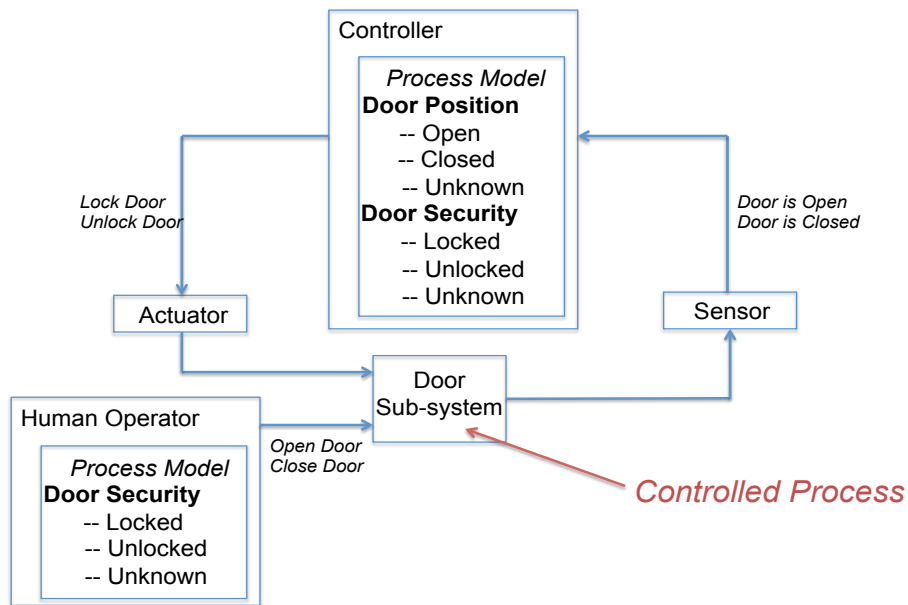 Controller
Process Model
Door Position
-- Open
-- Closed
-- Unknown
Door Security
-- Locked
-- Unlocked
-- Unknown
Lock Door
Unlock Door
Door is Open
Door is Closed
Actuator
Sensor
Door
Sub-system
Human Operator
Process Model
Door Security
-- Locked
-- Unlocked
-- Unknown
Open Door
Close Door
Controlled Process